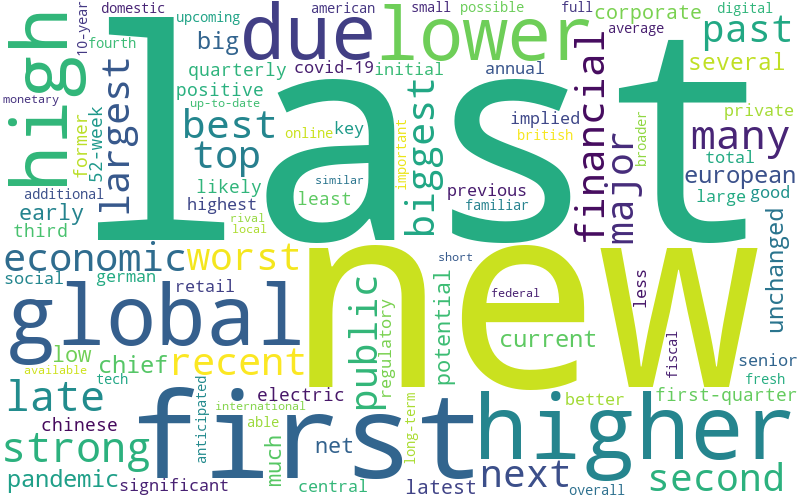 last
new
first
global
high
higher
lower
due
late
strong
economic
worst
recent
financial
major
many
past
public
biggest
largest
best
top
next
second
big
several
corporate
european
unchanged
current
potential
pandemic
chief
low
early
domestic
upcoming
american
small
possible
full
digital
10-year
fourth
average
quarterly
covid-19
initial
annual
positive
up-to-date
monetary
former
52-week
online
key
important
implied
british
broader
private
total
likely
similar
previous
large
good
additional
highest
least
familiar
third
rival
local
social
german
retail
short
federal
less
regulatory
fiscal
senior
available
tech
fresh
electric
international
better
first-quarter
chinese
anticipated
able
long-term
net
much
significant
central
latest
overall